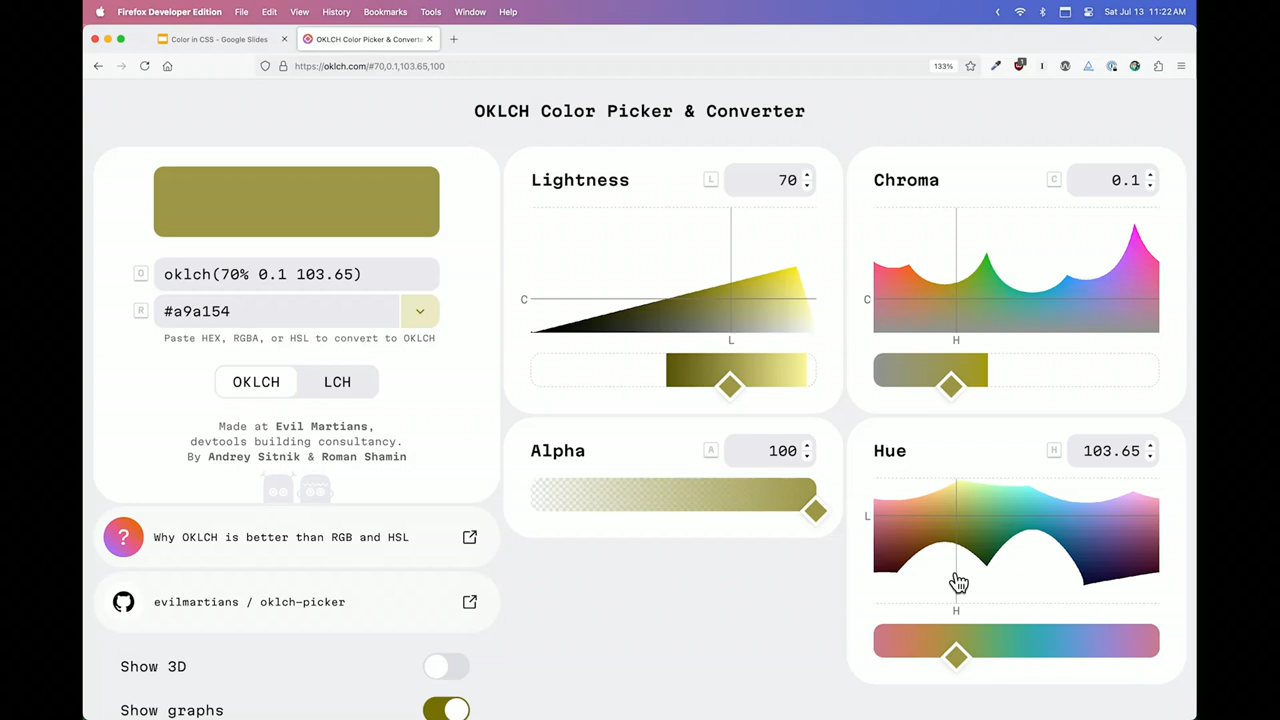 Firefox Developer Edition File Edit View History Bookmarks Tools Window Help Sat Jul 13 11:22 AM
Color in CSS – Google Slides OKLCH Color Picker & Converte
https://oklch.com/#70,0.1,103.65,100 133%
OKLCH Color Picker & Converter
O oklch(70% 0.1 103.65)
R #a9a154
Paste HEX, RGBA, or HSL to convert to OKLCH
OKLCH LCH
Made at Evil Martians,
devtools building consultancy.
By Andrey Sitnik & Roman Shamin
? Why OKLCH is better than RGB and HSL
evilmartians / oklch-picker
Show 3D
Show graphs
Lightness L 70
C
L
Alpha A 100
Chroma C 0.1
C
H
Hue H 103.65
L
H